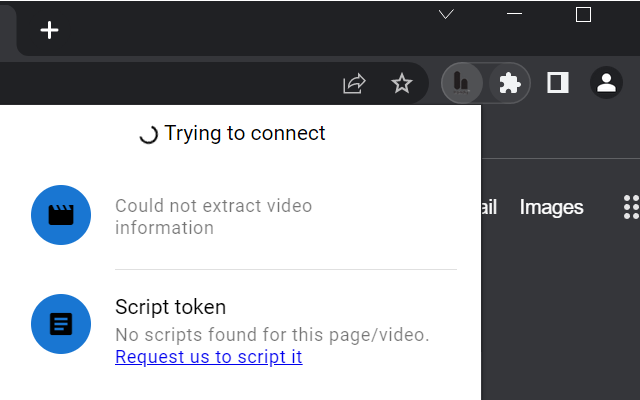 Trying to connect
Could not extract video
information
ail Images
Script token
No scripts found for this page/video.
Request us to script it